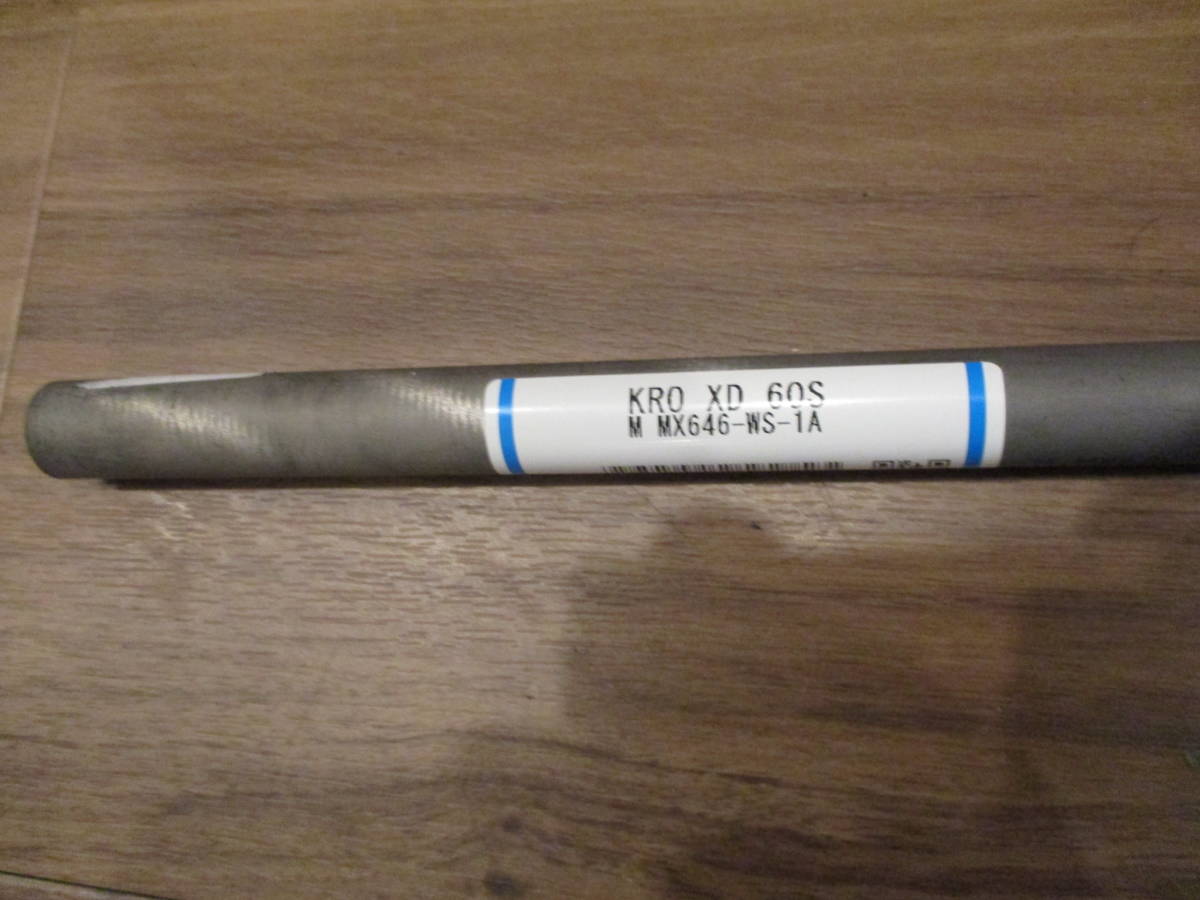 KRO XD 60S
M MX646-WS-1A